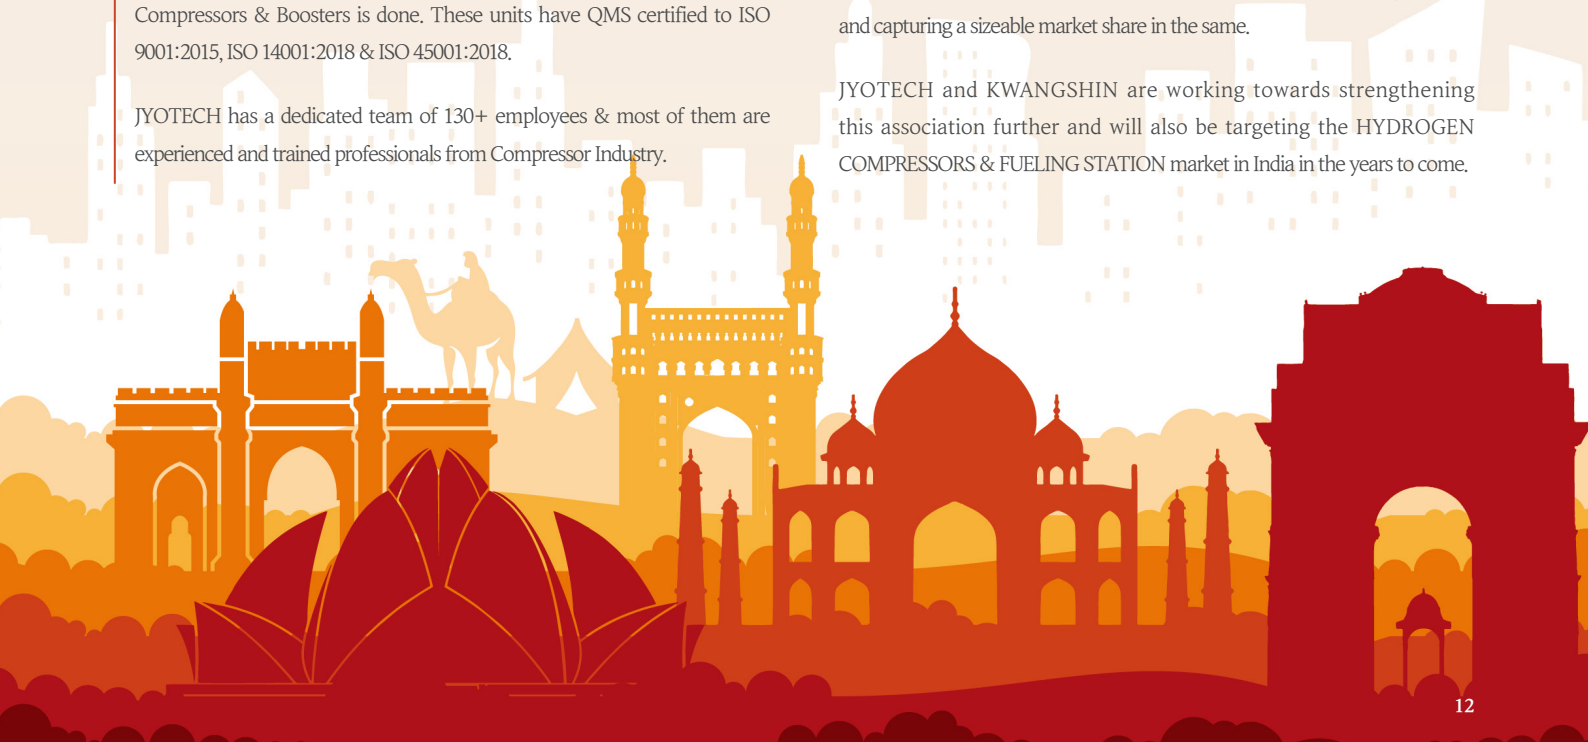 Compressors & Boosters is done. These units have QMS certified to ISO
9001:2015, ISO 14001:2018 & ISO 45001:2018.
JYOTECH has a dedicated team of 130+ employees & most of them are
experienced and trained professionals from Compressor Industry.
and capturing a sizeable market share in the same.
JYOTECH and KWANGSHIN are working towards strengthening
this association further and will also be targeting the HYDROGEN
COMPRESSORS & FUELING STATION market in India in the years to come.
12